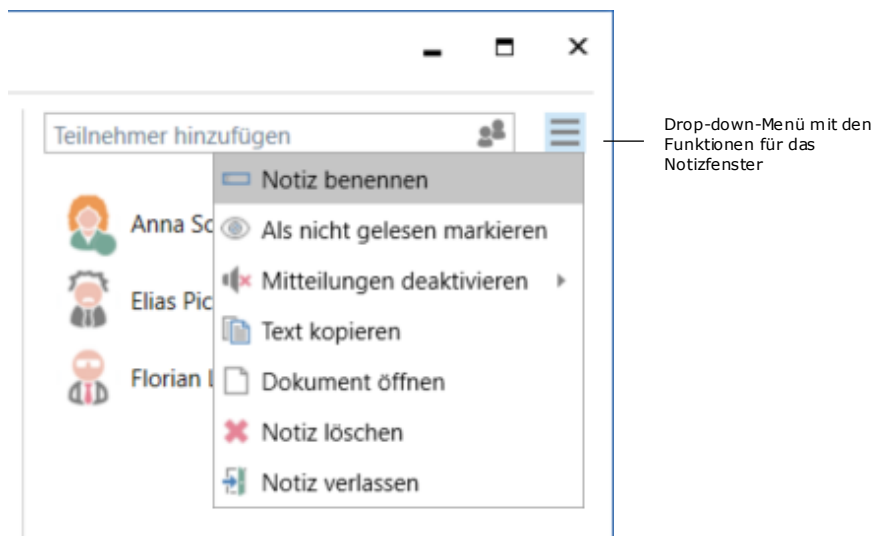 Teilnehmer hinzufügen
Drop-down-Menü mit den
Funktionen für das
Notizfenster
Notiz benennen
Anna Sc
Als nicht gelesen markieren
Mitteilungen deaktivieren
Elias Pic
Text kopieren
Florian L
Dokument öffnen
Notiz löschen
Notiz verlassen